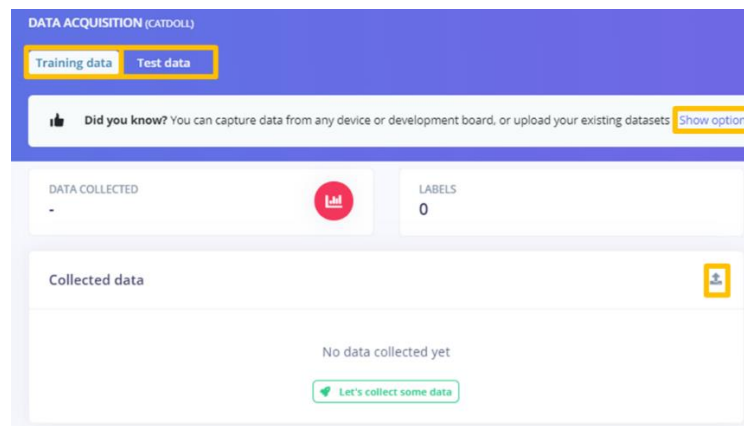 DATA ACQUISITION (CATDOLL)
Training data Test data
Did you know? You can capture data from any device or development board, or upload your existing datasets Show option
DATA COLLECTED
-
LABELS
0
Collected data
No data collected yet
Let's collect some data